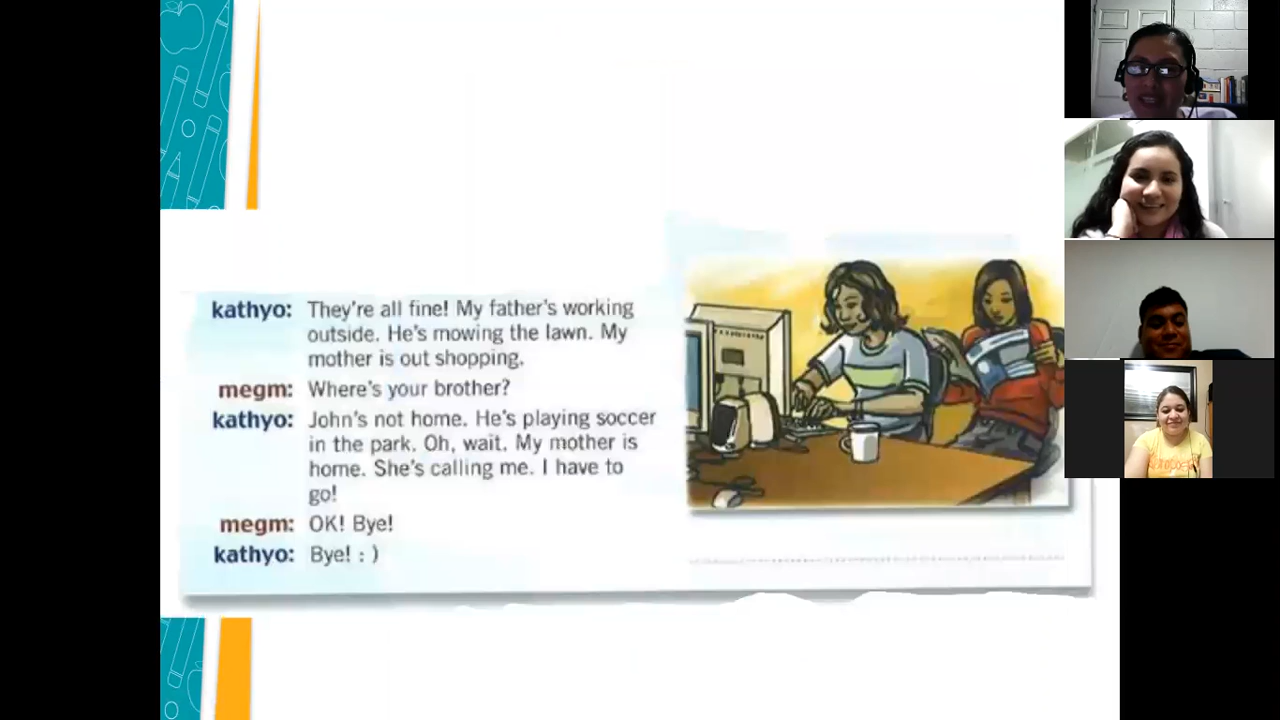 kathyo: They're all fine! My father's working
outside. He's mowing the lawn. My
mother is out shopping.
megm: Where's your brother?
kathyo: John's not home. He's playing soccer
in the park. Oh, wait. My mother is
home. She's calling me. I have to
go!
megm: OK! Bye!
kathyo: Bye! : )